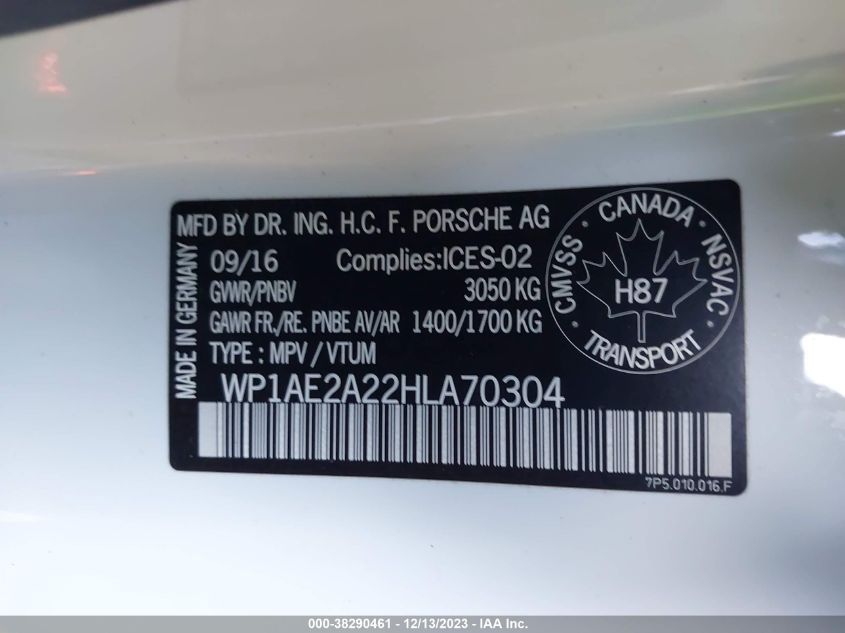 MFD BY DR. ING. H.C. F. PORSCHE AG
09/16 Complies:ICES-02
GVWR/PNBV 3050 KG
GAWR FR./RE. PNBE AV/AR 1400/1700 KG
TYPE : MPV / VTUM
WP1AE2A22HLA70304
MADE IN GERMANY
CMVSS · CANADA · NSVAC · TRANSPORT ·
H87
7P5.010.016.F
000-38290461 - 12/13/2023 - IAA Inc.